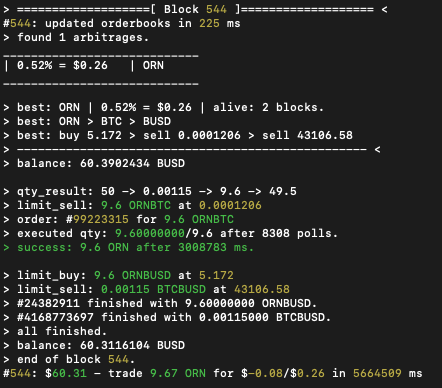 > ===================[ Block 544 ]=================== <
#544: updated orderbooks in 225 ms
> found 1 arbitrages.
____________________________
| 0.52% = $0.26   | ORN
____________________________
> best: ORN | 0.52% = $0.26 | alive: 2 blocks.
> best: ORN > BTC > BUSD
> best: buy 5.172 > sell 0.0001206 > sell 43106.58
> -------------------------------------------------- <
> balance: 60.3902434 BUSD
> qty_result: 50 -> 0.00115 -> 9.6 -> 49.5
> limit_sell: 9.6 ORNBTC at 0.0001206
> order: #99223315 for 9.6 ORNBTC
> executed qty: 9.60000000/9.6 after 8308 polls.
> success: 9.6 ORN after 3008783 ms.
> limit_buy: 9.6 ORNBUSD at 5.172
> limit_sell: 0.00115 BTCBUSD at 43106.58
> #24382911 finished with 9.60000000 ORNBUSD.
> #4168773697 finished with 0.00115000 BTCBUSD.
> all finished.
> balance: 60.3116104 BUSD
> end of block 544.
#544: $60.31 - trade 9.67 ORN for $-0.08/$0.26 in 5664509 ms